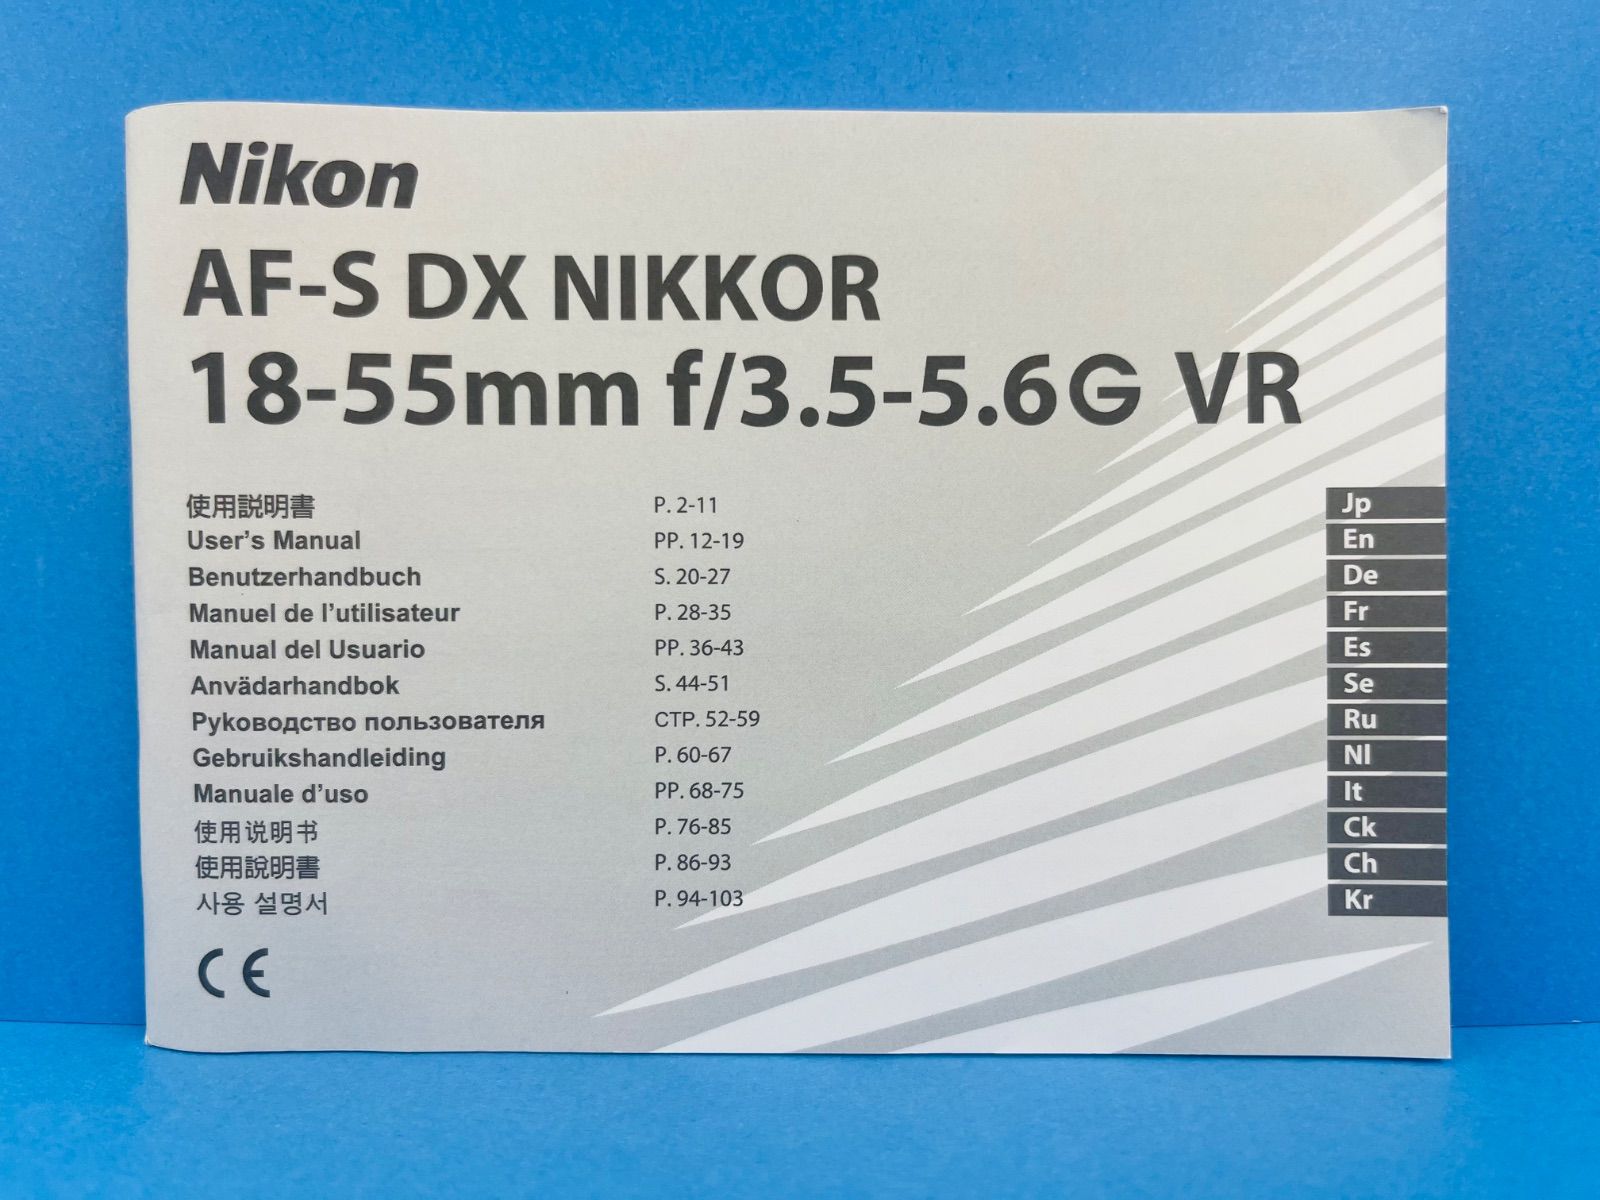 Nikon
AF-S DX NIKKOR
18-55mm f/3.5-5.6G VR
使用説明書 P. 2-11 Jp
User's Manual PP. 12-19 En
Benutzerhandbuch S. 20-27 De
Manuel de l'utilisateur P. 28-35 Fr
Manual del Usuario PP. 36-43 Es
Anvädarhandbok S. 44-51 Se
Руководство пользователя СТР. 52-59 Ru
Gebruikshandleiding P. 60-67 Nl
Manuale d'uso PP. 68-75 It
使用说明书 P. 76-85 Ck
使用說明書 P. 86-93 Ch
사용 설명서 P. 94-103 Kr
CE